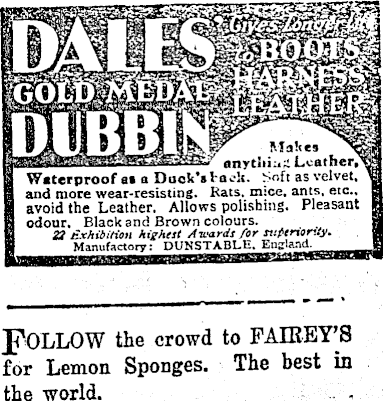 DALES'
GOLD MEDAL
DUBBIN
Gives Longer life
to BOOTS,
HARNESS,
LEATHER.
Makes
anything Leather,
Waterproof as a Duck's back. Soft as velvet,
and more wear-resisting. Rats, mice, ants, etc.,
avoid the Leather. Allows polishing. Pleasant
odour. Black and Brown colours.
22 Exhibition highest Awards for superiority.
Manufactory: DUNSTABLE, England.
FOLLOW the crowd to FAIREY'S
for Lemon Sponges. The best in
the world.